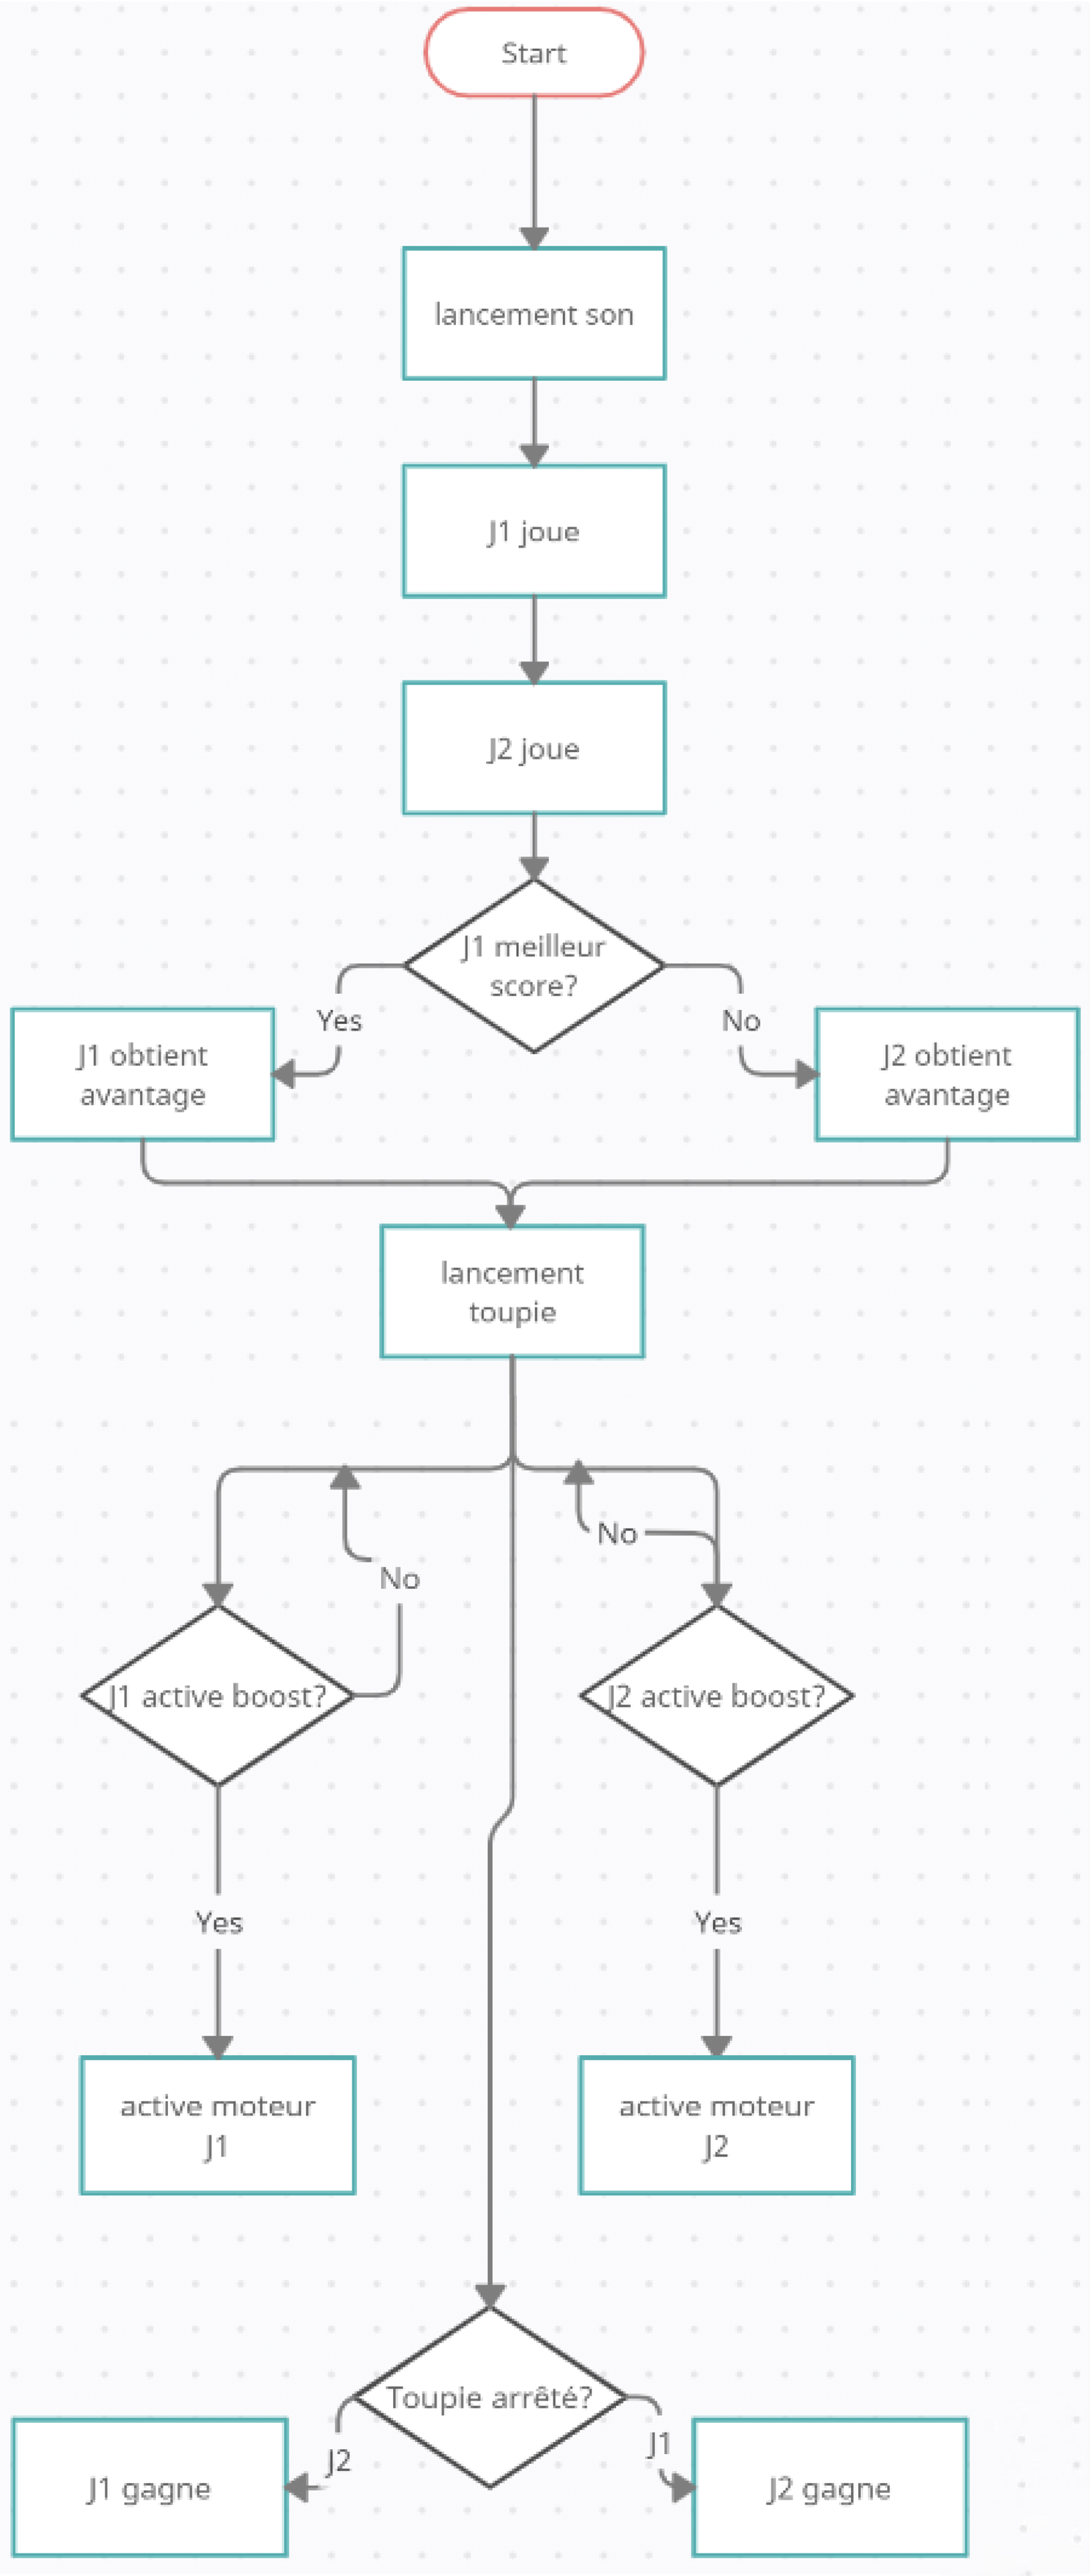 Start
lancement son
J1 joue
J2 joue
J1 meilleur
score?
Yes
No
J1 obtient
avantage
J2 obtient
avantage
lancement
toupie
No
No
J1 active boost?
J2 active boost?
Yes
Yes
active moteur
J1
active moteur
J2
Toupie arrêté?
J2
J1
J1 gagne
J2 gagne